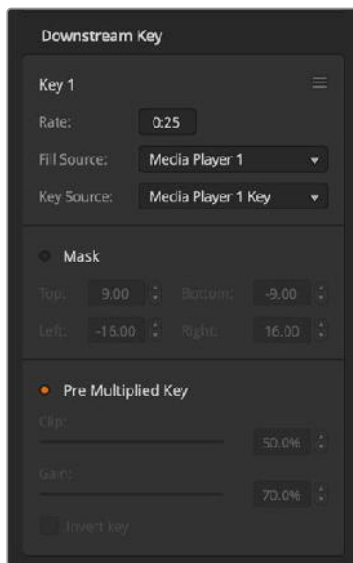 Downstream Key
Key 1
Rate: 0:25
Fill Source: Media Player 1
Key Source: Media Player 1 Key
Mask
Top: 9.00 Bottom: -9.00
Left: -16.00 Right: 16.00
Pre Multiplied Key
Clip:
50.0%
Gain:
70.0%
Invert key